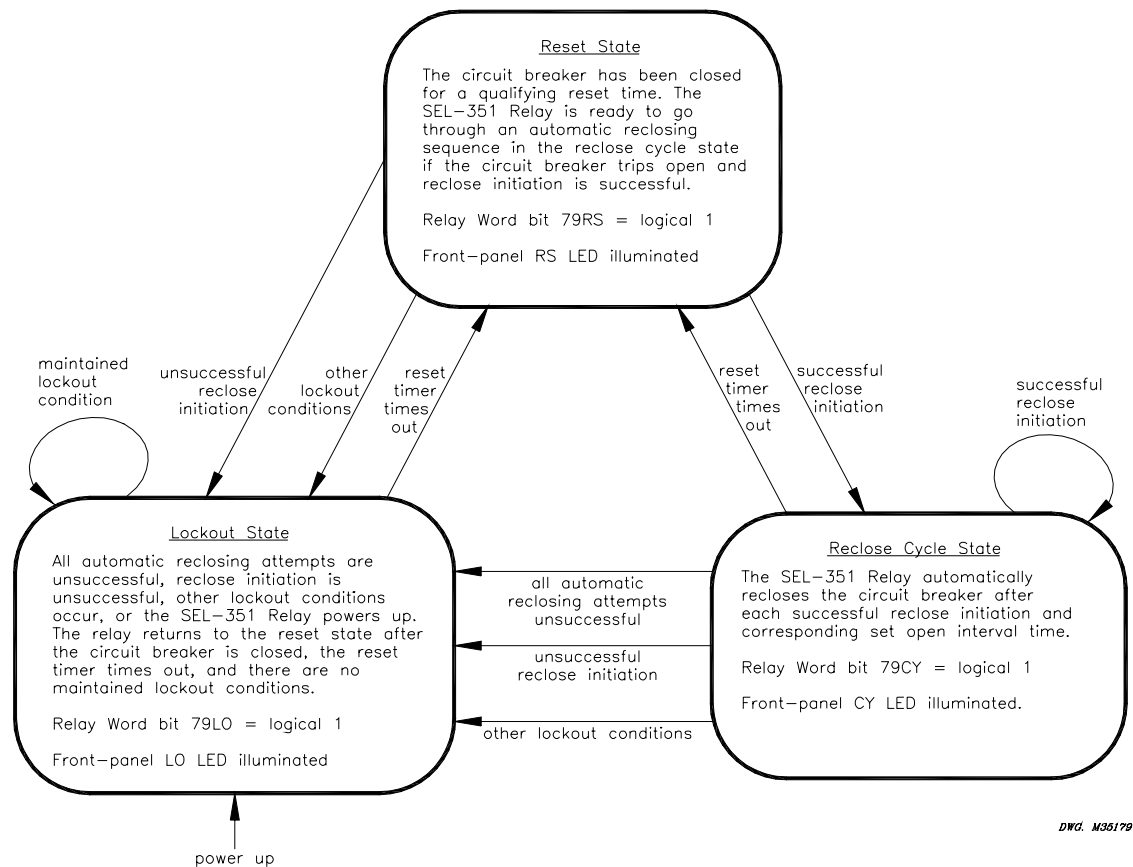 Reset State
The circuit breaker has been closed
for a qualifying reset time. The
SEL-351 Relay is ready to go
through an automatic reclosing
sequence in the reclose cycle state
if the circuit breaker trips open and
reclose initiation is successful.
Relay Word bit 79RS = logical 1
Front-panel RS LED illuminated
maintained
lockout
condition
unsuccessful
reclose
initiation
other
lockout
conditions
reset
timer
times
out
reset
timer
times
out
successful
reclose
initiation
successful
reclose
initiation
Lockout State
All automatic reclosing attempts are
unsuccessful, reclose initiation is
unsuccessful, other lockout conditions
occur, or the SEL-351 Relay powers up.
The relay returns to the reset state after
the circuit breaker is closed, the reset
timer times out, and there are no
maintained lockout conditions.
Relay Word bit 79LO = logical 1
Front-panel LO LED illuminated
all automatic
reclosing attempts
unsuccessful
unsuccessful
reclose initiation
other lockout conditions
Reclose Cycle State
The SEL-351 Relay automatically
recloses the circuit breaker after
each successful reclose initiation and
corresponding set open interval time.
Relay Word bit 79CY = logical 1
Front-panel CY LED illuminated.
power up
DWG. M35179